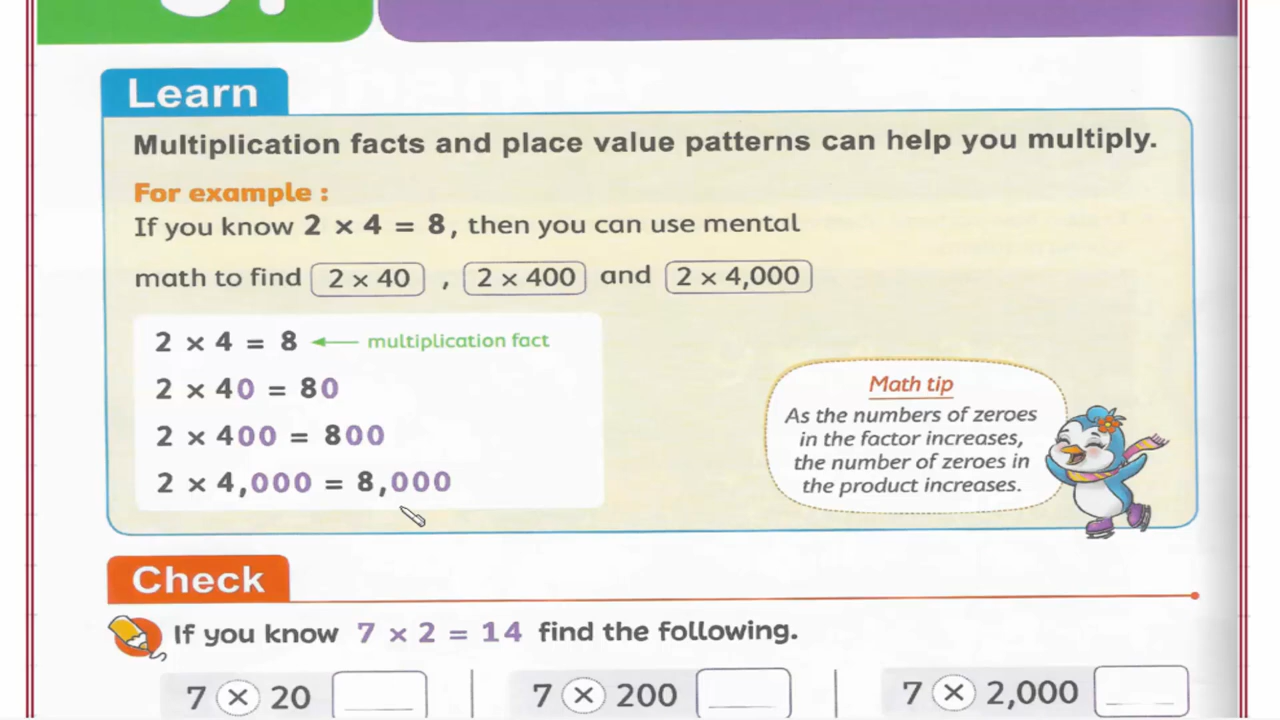 Learn
Multiplication facts and place value patterns can help you multiply.
For example :
If you know 2 × 4 = 8, then you can use mental
math to find 2 × 40 , 2 × 400 and 2 × 4,000
2 × 4 = 8 multiplication fact
2 × 40 = 80
2 × 400 = 800
2 × 4,000 = 8,000
Math tip
As the numbers of zeroes
in the factor increases,
the number of zeroes in
the product increases.
Check
If you know 7 × 2 = 14 find the following.
7 × 20 7 × 200 7 × 2,000